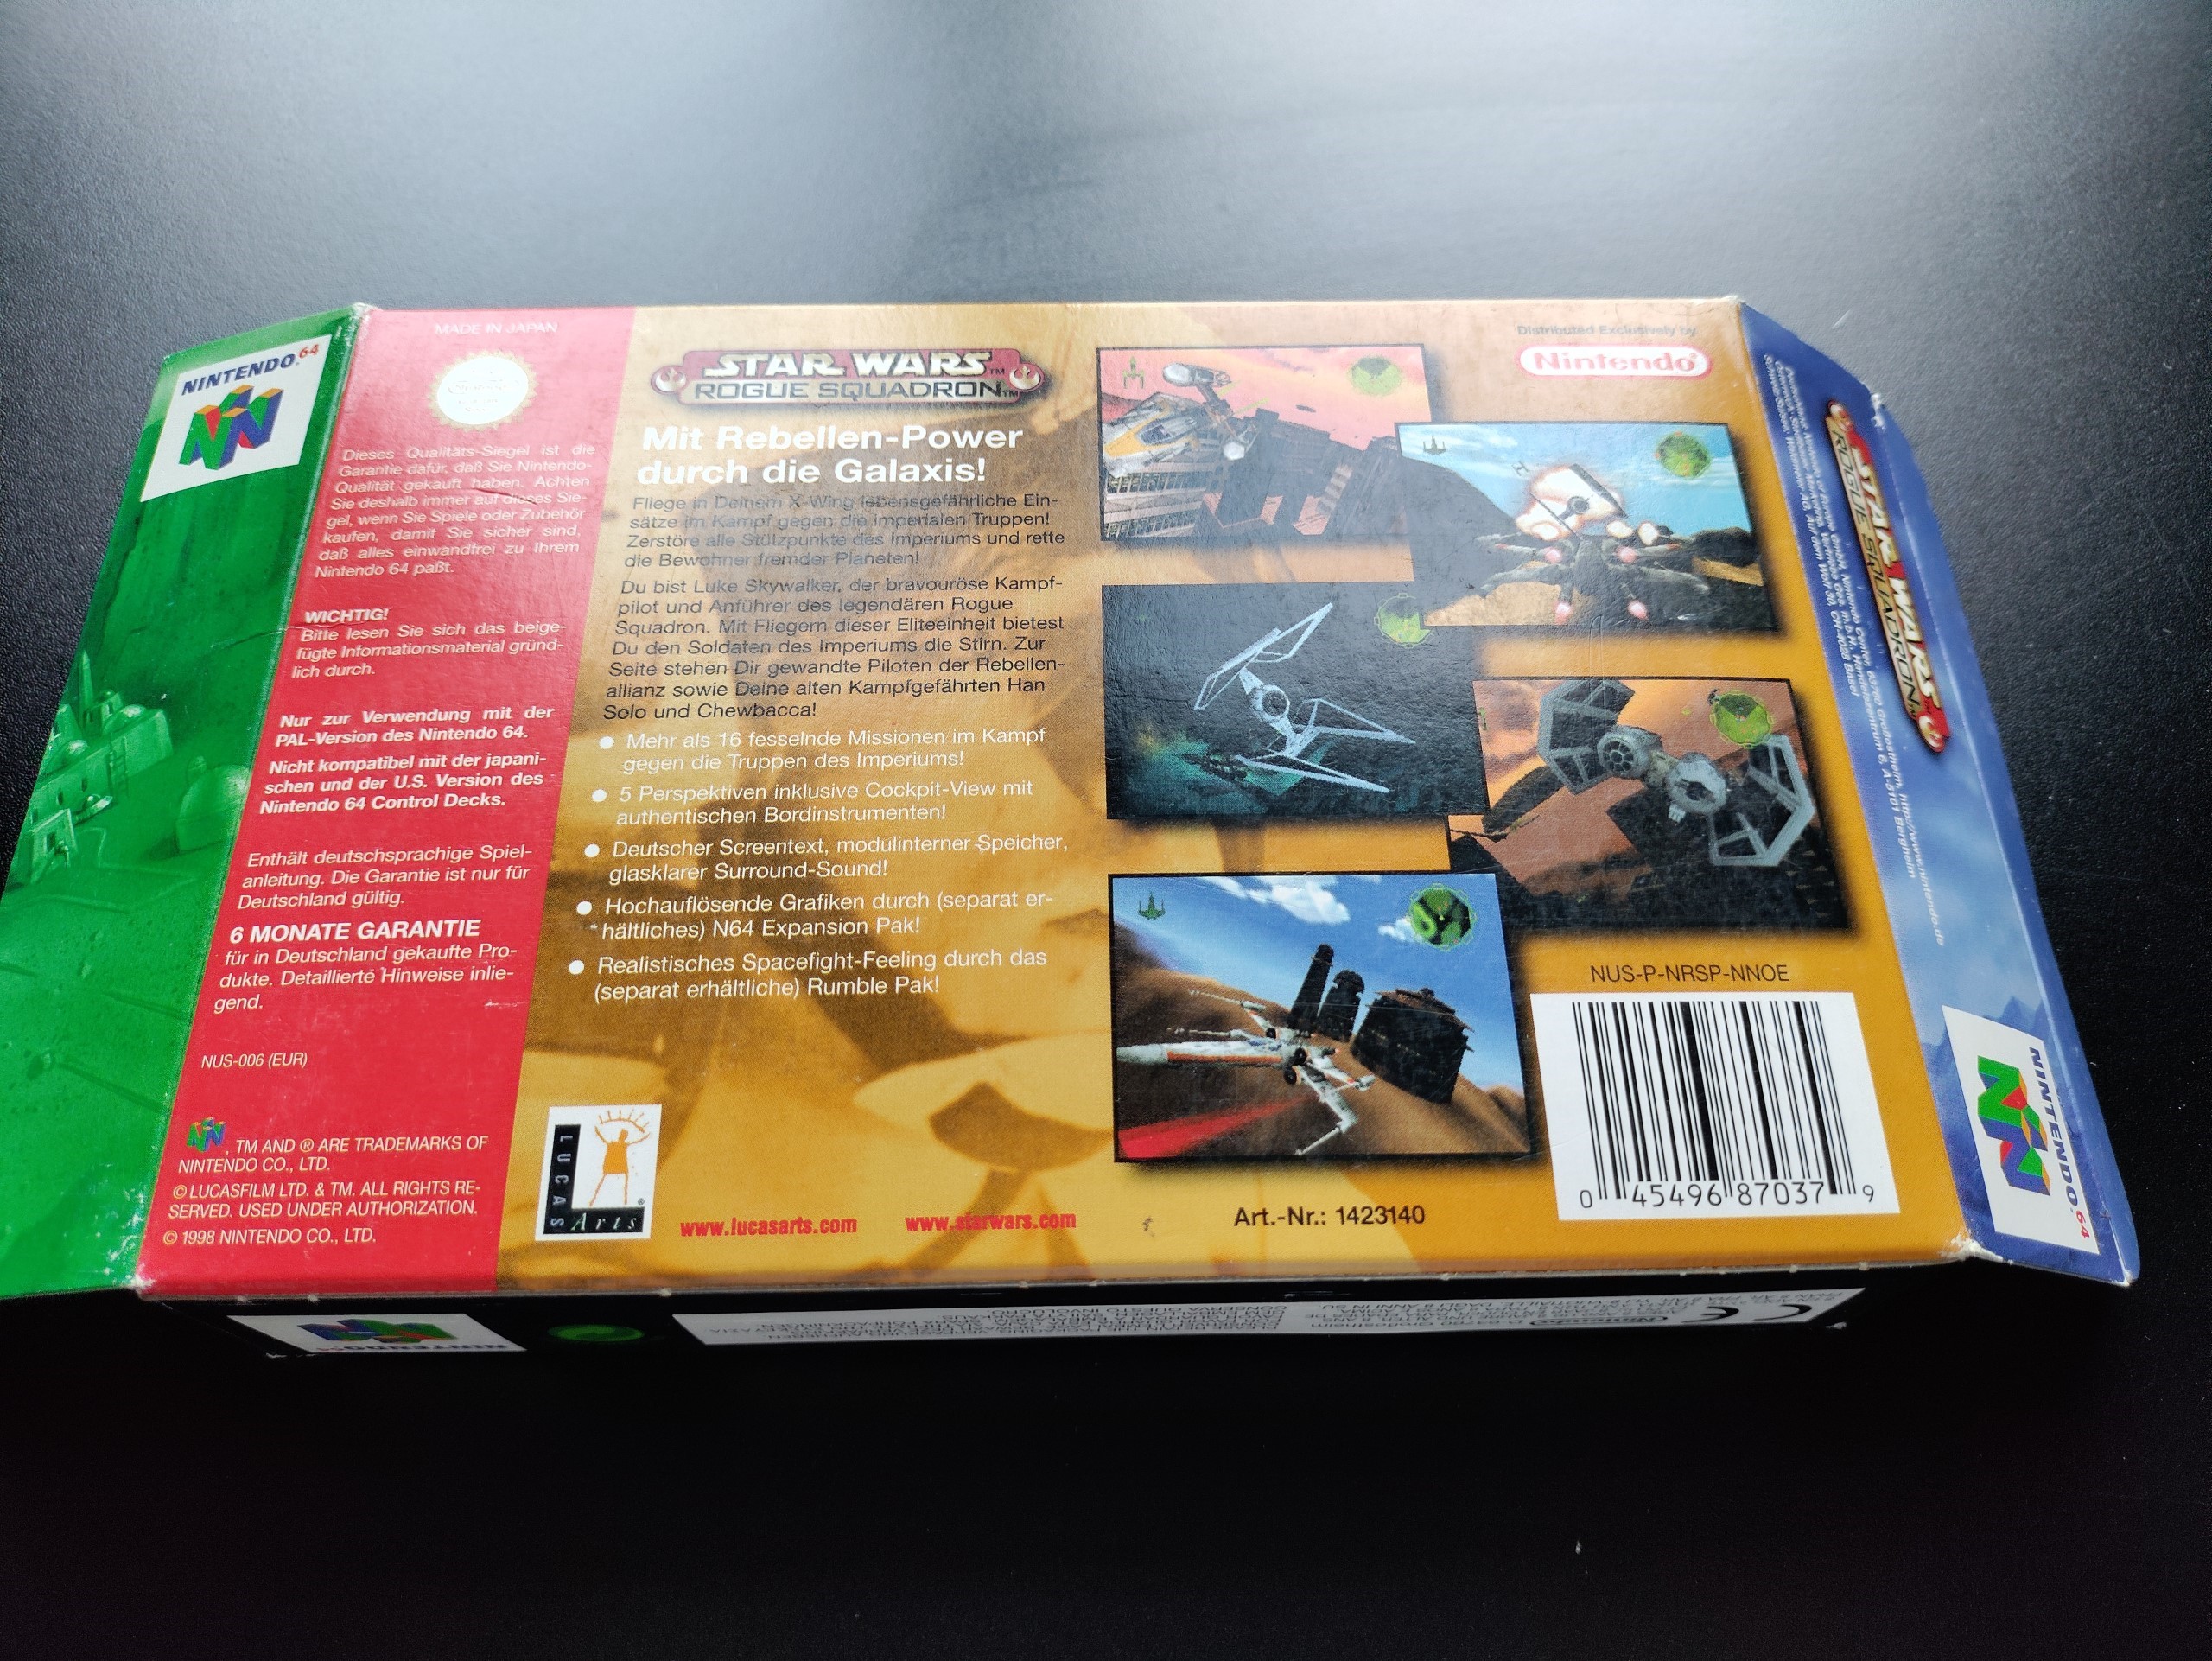 NINTENDO 64
MADE IN JAPAN
Dieses Qualitäts-Siegel ist die
Garantie dafür, daß Sie Nintendo-
Qualität gekauft haben. Achten
Sie deshalb immer auf dieses Sie-
gel, wenn Sie Spiele oder Zubehör
kaufen, damit Sie sicher sind,
daß alles einwandfrei zu Ihrem
Nintendo 64 paßt.
WICHTIG!
Bitte lesen Sie sich das beige-
fügte Informationsmaterial gründ-
lich durch.
Nur zur Verwendung mit der
PAL-Version des Nintendo 64.
Nicht kompatibel mit der japani-
schen und der U.S. Version des
Nintendo 64 Control Decks.
Enthält deutschsprachige Spiel-
anleitung. Die Garantie ist nur für
Deutschland gültig.
6 MONATE GARANTIE
für in Deutschland gekaufte Pro-
dukte. Detaillierte Hinweise inlie-
gend.
NUS-006 (EUR)
, TM AND ® ARE TRADEMARKS OF
NINTENDO CO., LTD.
© LUCASFILM LTD. & TM. ALL RIGHTS RE-
SERVED. USED UNDER AUTHORIZATION.
© 1998 NINTENDO CO., LTD.
STAR WARS™
ROGUE SQUADRON™
Mit Rebellen-Power
durch die Galaxis!
Fliege in Deinem X-Wing lebensgefährliche Ein-
sätze im Kampf gegen die imperialen Truppen!
Zerstöre alle Stützpunkte des Imperiums und rette
die Bewohner fremder Planeten!
Du bist Luke Skywalker, der bravouröse Kampf-
pilot und Anführer des legendären Rogue
Squadron. Mit Fliegern dieser Eliteeinheit bietest
Du den Soldaten des Imperiums die Stirn. Zur
Seite stehen Dir gewandte Piloten der Rebellen-
allianz sowie Deine alten Kampfgefährten Han
Solo und Chewbacca!
● Mehr als 16 fesselnde Missionen im Kampf
gegen die Truppen des Imperiums!
● 5 Perspektiven inklusive Cockpit-View mit
authentischen Bordinstrumenten!
● Deutscher Screentext, modulinterner Speicher,
glasklarer Surround-Sound!
● Hochauflösende Grafiken durch (separat er-
hältliches) N64 Expansion Pak!
● Realistisches Spacefight-Feeling durch das
(separat erhältliche) Rumble Pak!
LUCAS
Arts ®
www.lucasarts.com www.starwars.com
Art.-Nr.: 1423140
Distributed Exclusively by
Nintendo®
NUS-P-NRSP-NNOE
0 45496 87037 9
STAR WARS™
ROGUE SQUADRON™
NINTENDO 64
NINTENDO 64
Nintendo
CE